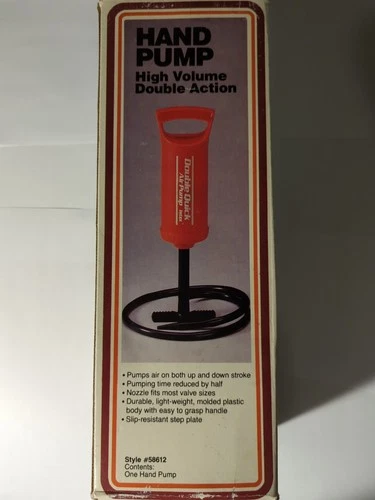 HAND
PUMP
High Volume
Double Action
Double Quick
Air Pump
• Pumps air on both up and down stroke
• Pumping time reduced by half
• Nozzle fits most valve sizes
• Durable, light-weight, molded plastic
body with easy to grasp handle
• Slip-resistant step plate
Style #58612
Contents:
One Hand Pump